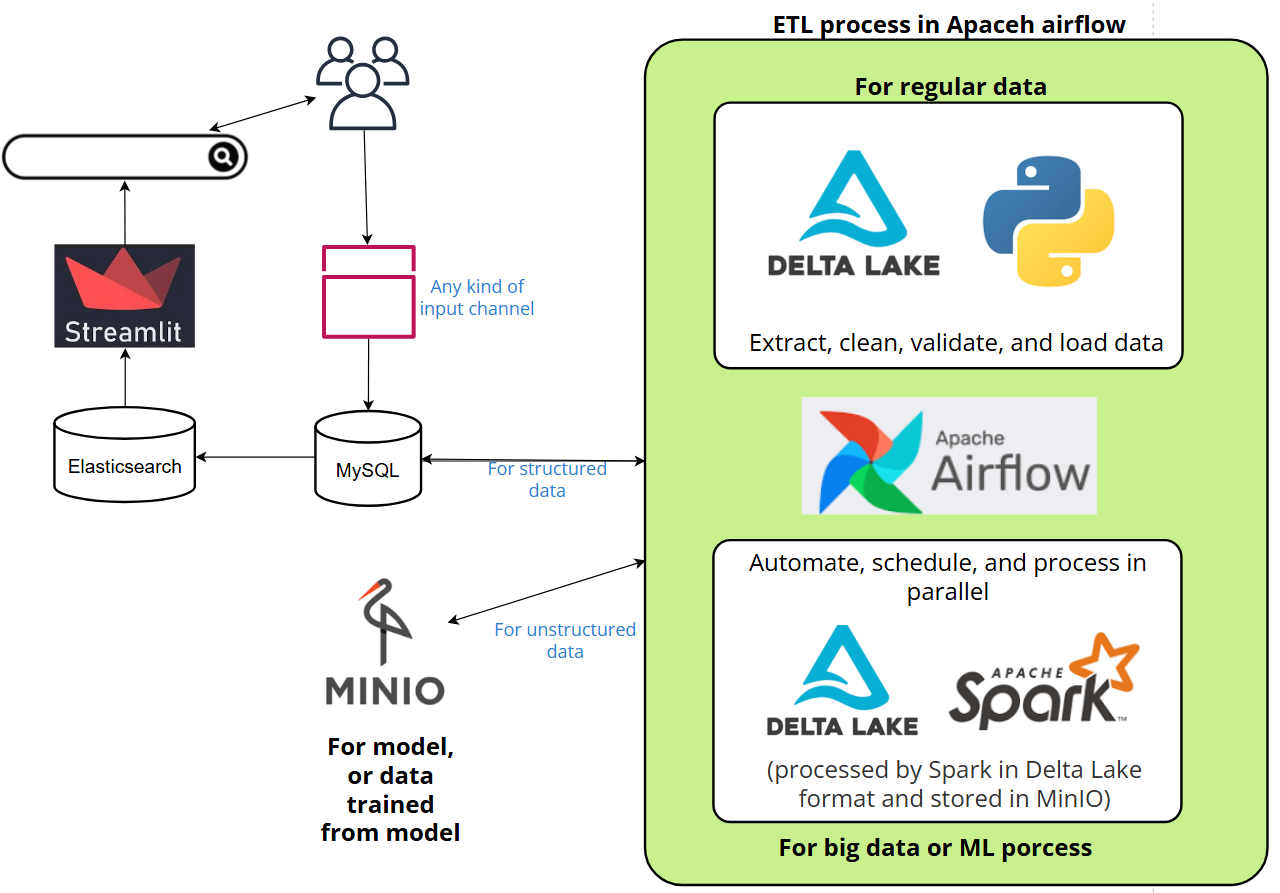 ETL process in Apaceh airflow
For regular data
DELTA LAKE
Extract, clean, validate, and load data
Streamlit
Any kind of
input channel
Elasticsearch
MySQL
For structured
data
Apache
Airflow
Automate, schedule, and process in
parallel
For unstructured
data
MINIO
For model,
or data
trained
from model
DELTA LAKE
APACHE
Spark
TM
(processed by Spark in Delta Lake
format and stored in MinIO)
For big data or ML porcess